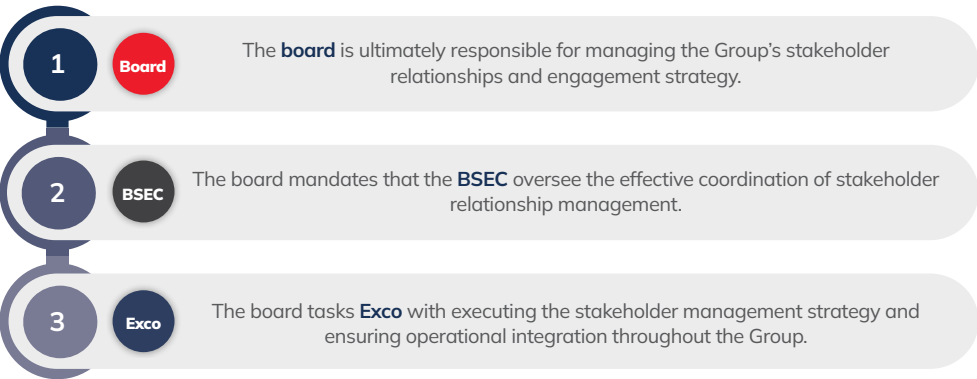 1
Board
The board is ultimately responsible for managing the Group’s stakeholder
relationships and engagement strategy.
2
BSEC
The board mandates that the BSEC oversee the effective coordination of stakeholder
relationship management.
3
Exco
The board tasks Exco with executing the stakeholder management strategy and
ensuring operational integration throughout the Group.